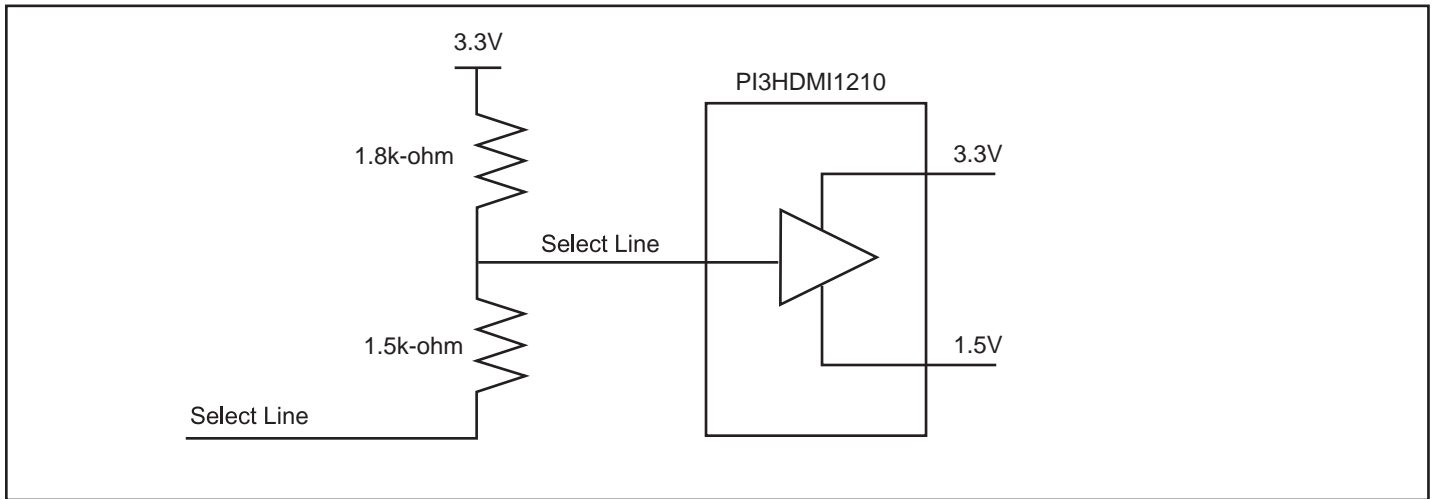 3.3V
PI3HDMI1210
1.8k-ohm
3.3V
Select Line
1.5k-ohm
1.5V
Select Line